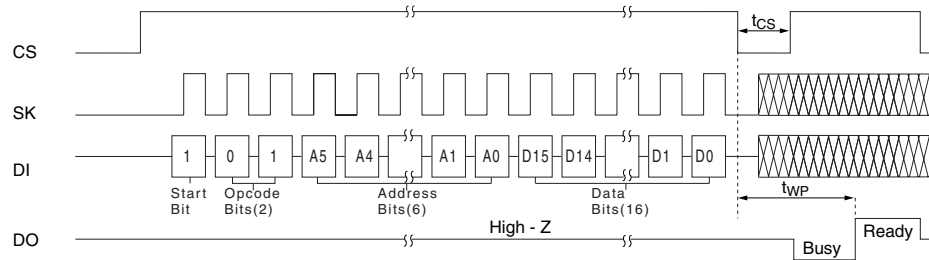 CS
tCS
SK
DI
1 0 1 A5 A4 A1 A0 D15 D14 D1 D0
Start Bit
Opcode Bits(2)
Address Bits(6)
Data Bits(16)
tWP
DO
High - Z
Busy
Ready